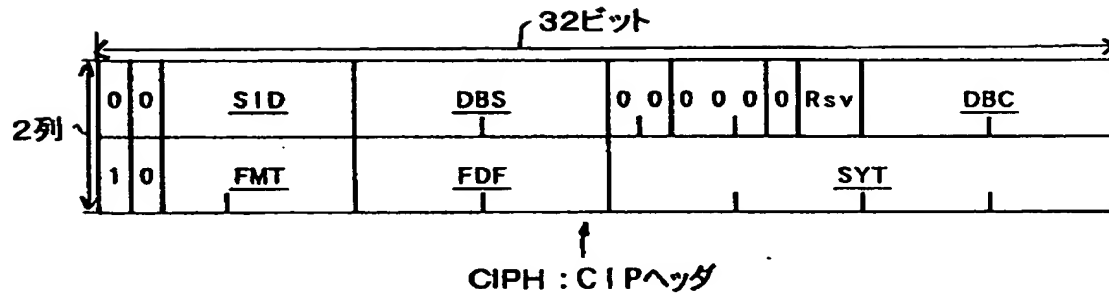 32ビット
2列
0 0 SID DBS 0 0 0 0 0 0 Rsv DBC
1 0 FMT FDF SYT
CIPH : CIPヘッダ